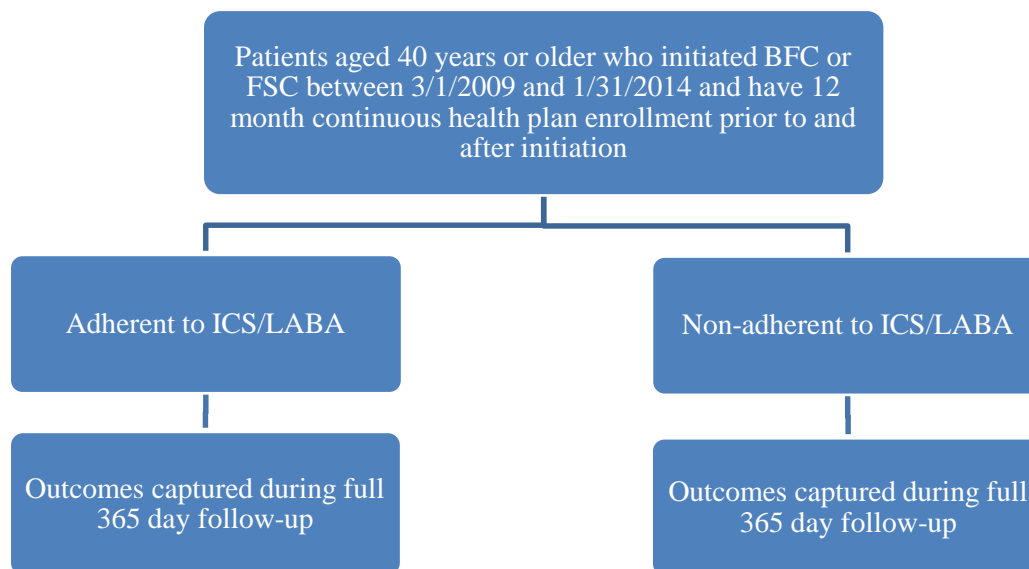 Patients aged 40 years or older who initiated BFC or
FSC between 3/1/2009 and 1/31/2014 and have 12
month continuous health plan enrollment prior to and
after initiation
Adherent to ICS/LABA
Non-adherent to ICS/LABA
Outcomes captured during full
365 day follow-up
Outcomes captured during full
365 day follow-up